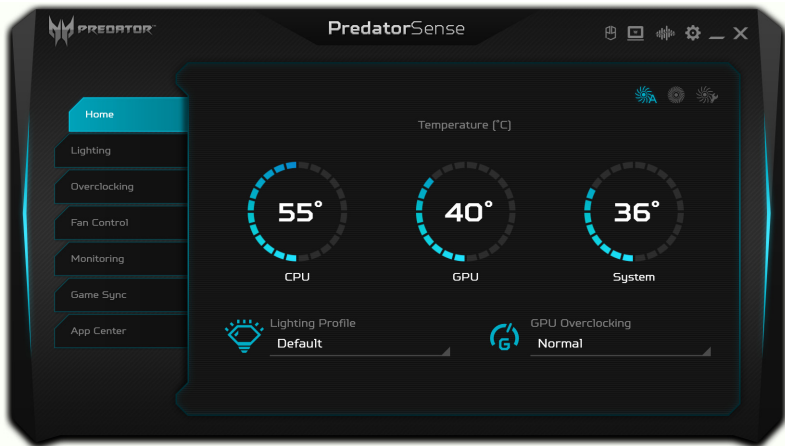 PREDATOR
PredatorSense
Home
Lighting
Overclocking
Fan Control
Monitoring
Game Sync
App Center
Temperature (°C)
55° 40° 36°
CPU GPU System
Lighting Profile
Default
GPU Overclocking
Normal